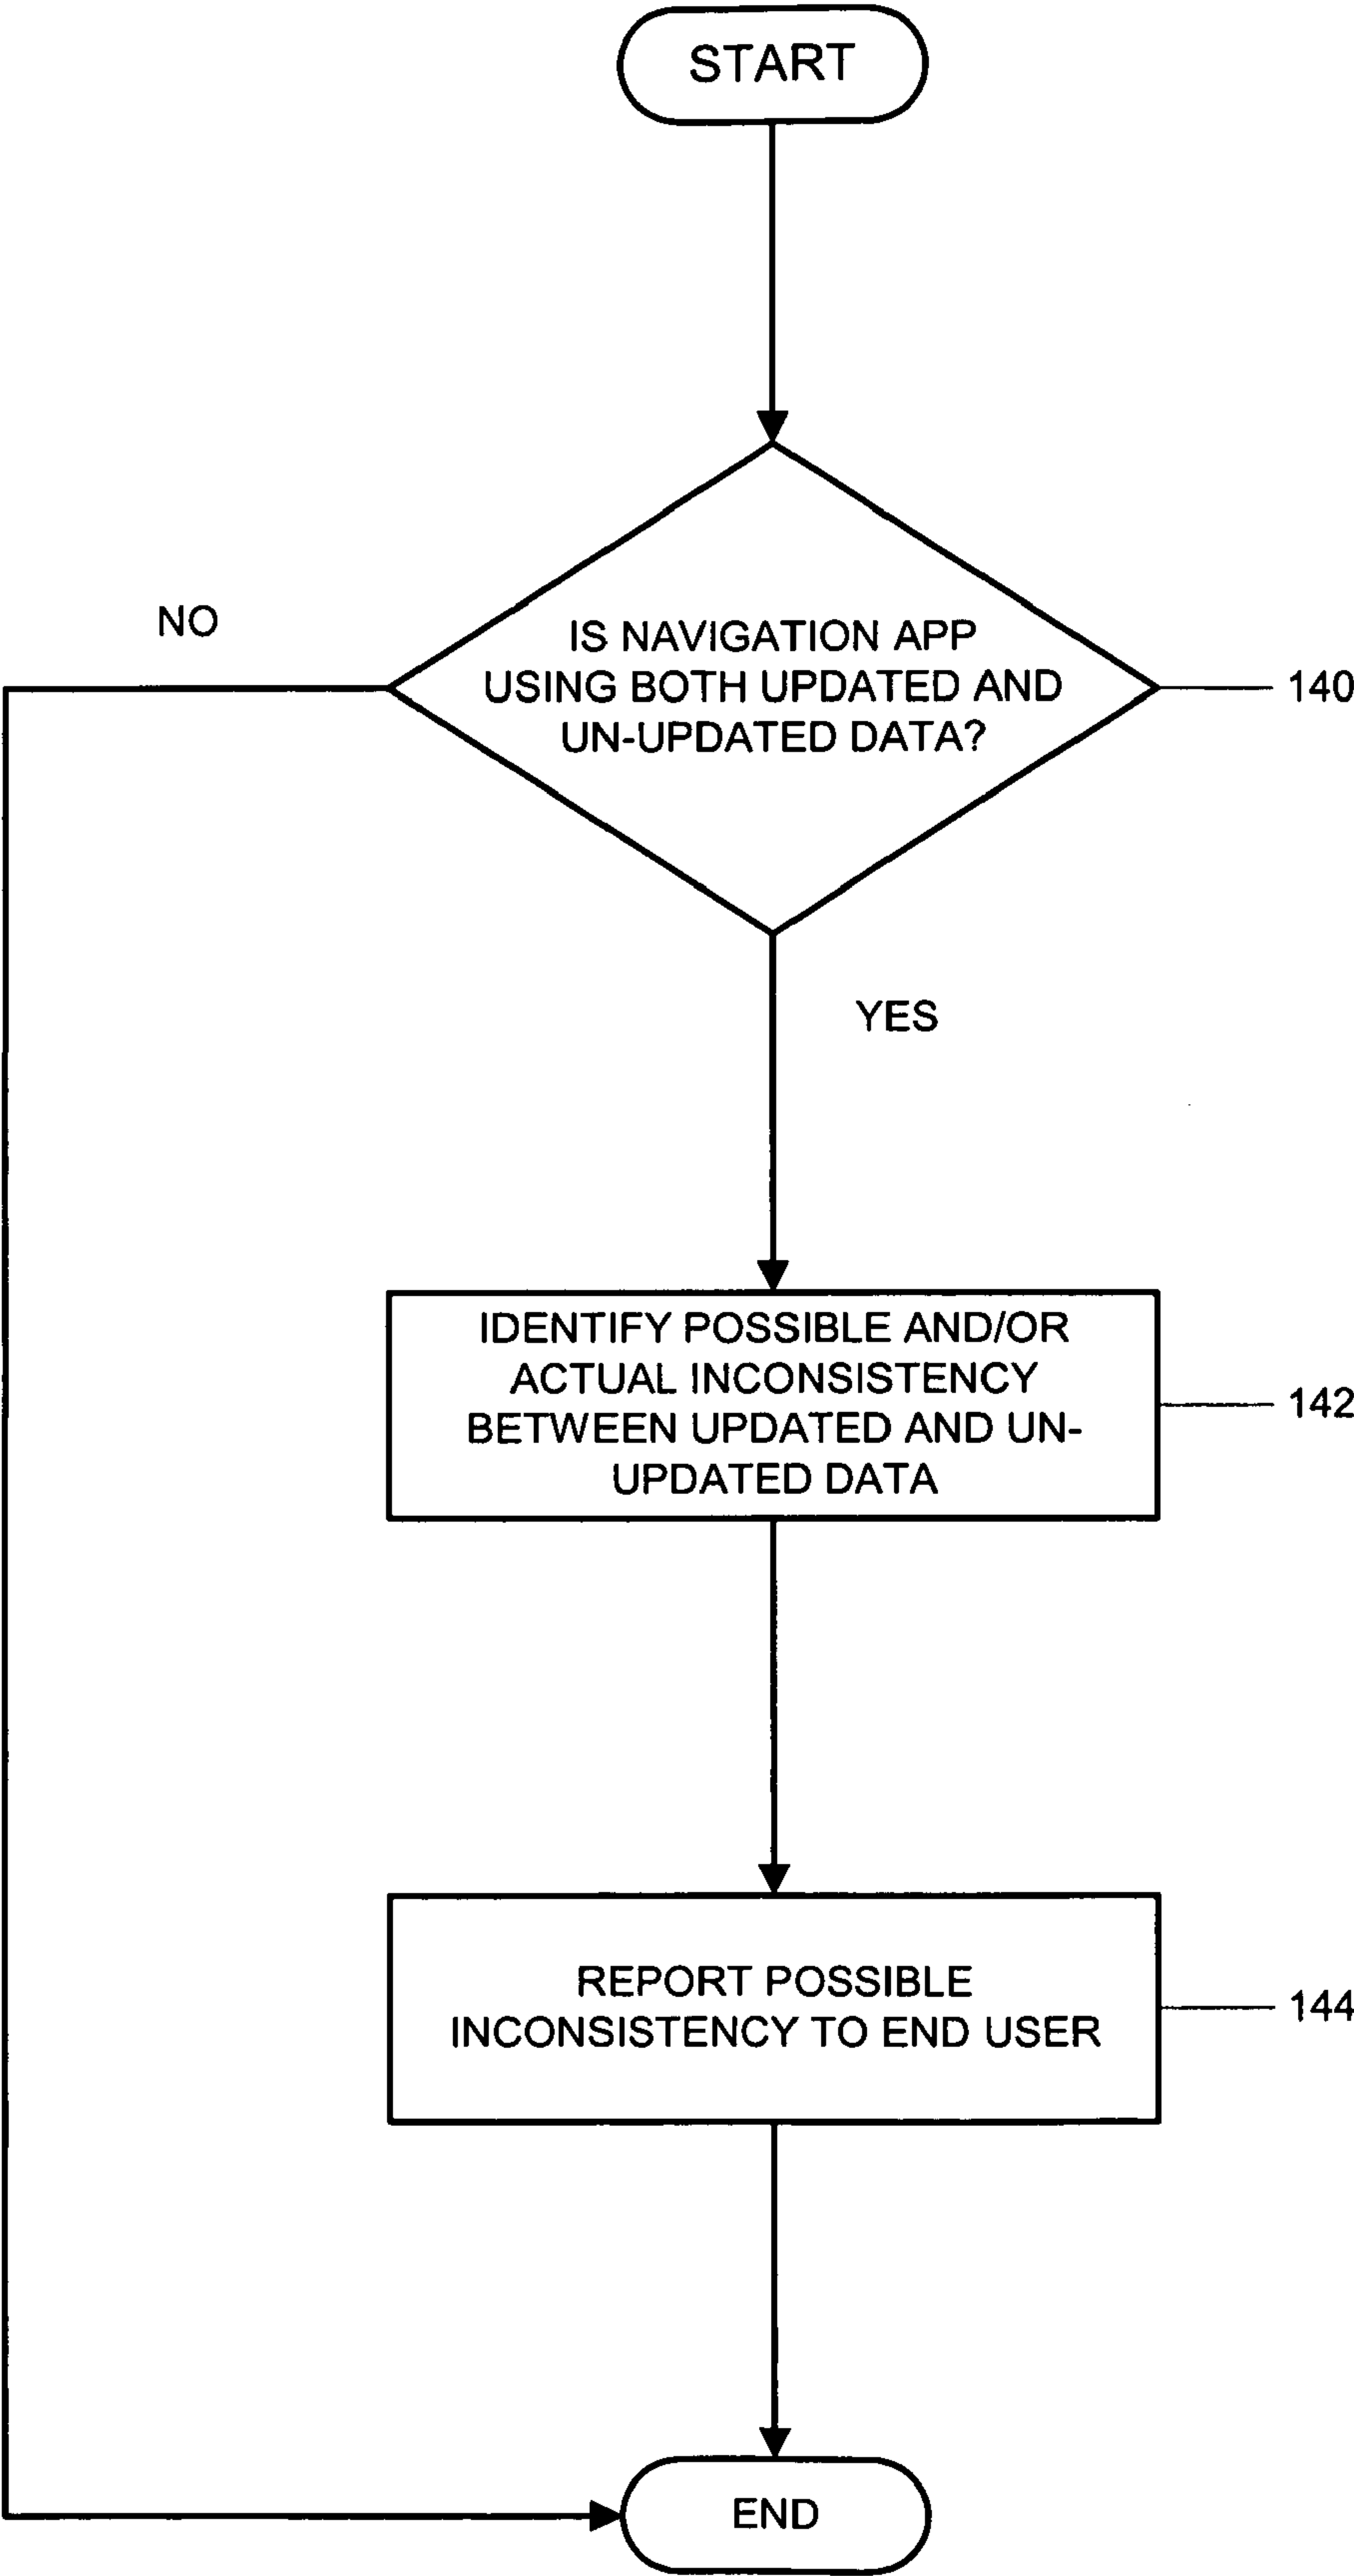 START
NO
IS NAVIGATION APP
USING BOTH UPDATED AND
UN-UPDATED DATA?
140
YES
IDENTIFY POSSIBLE AND/OR
ACTUAL INCONSISTENCY
BETWEEN UPDATED AND UN-
UPDATED DATA
142
REPORT POSSIBLE
INCONSISTENCY TO END USER
144
END